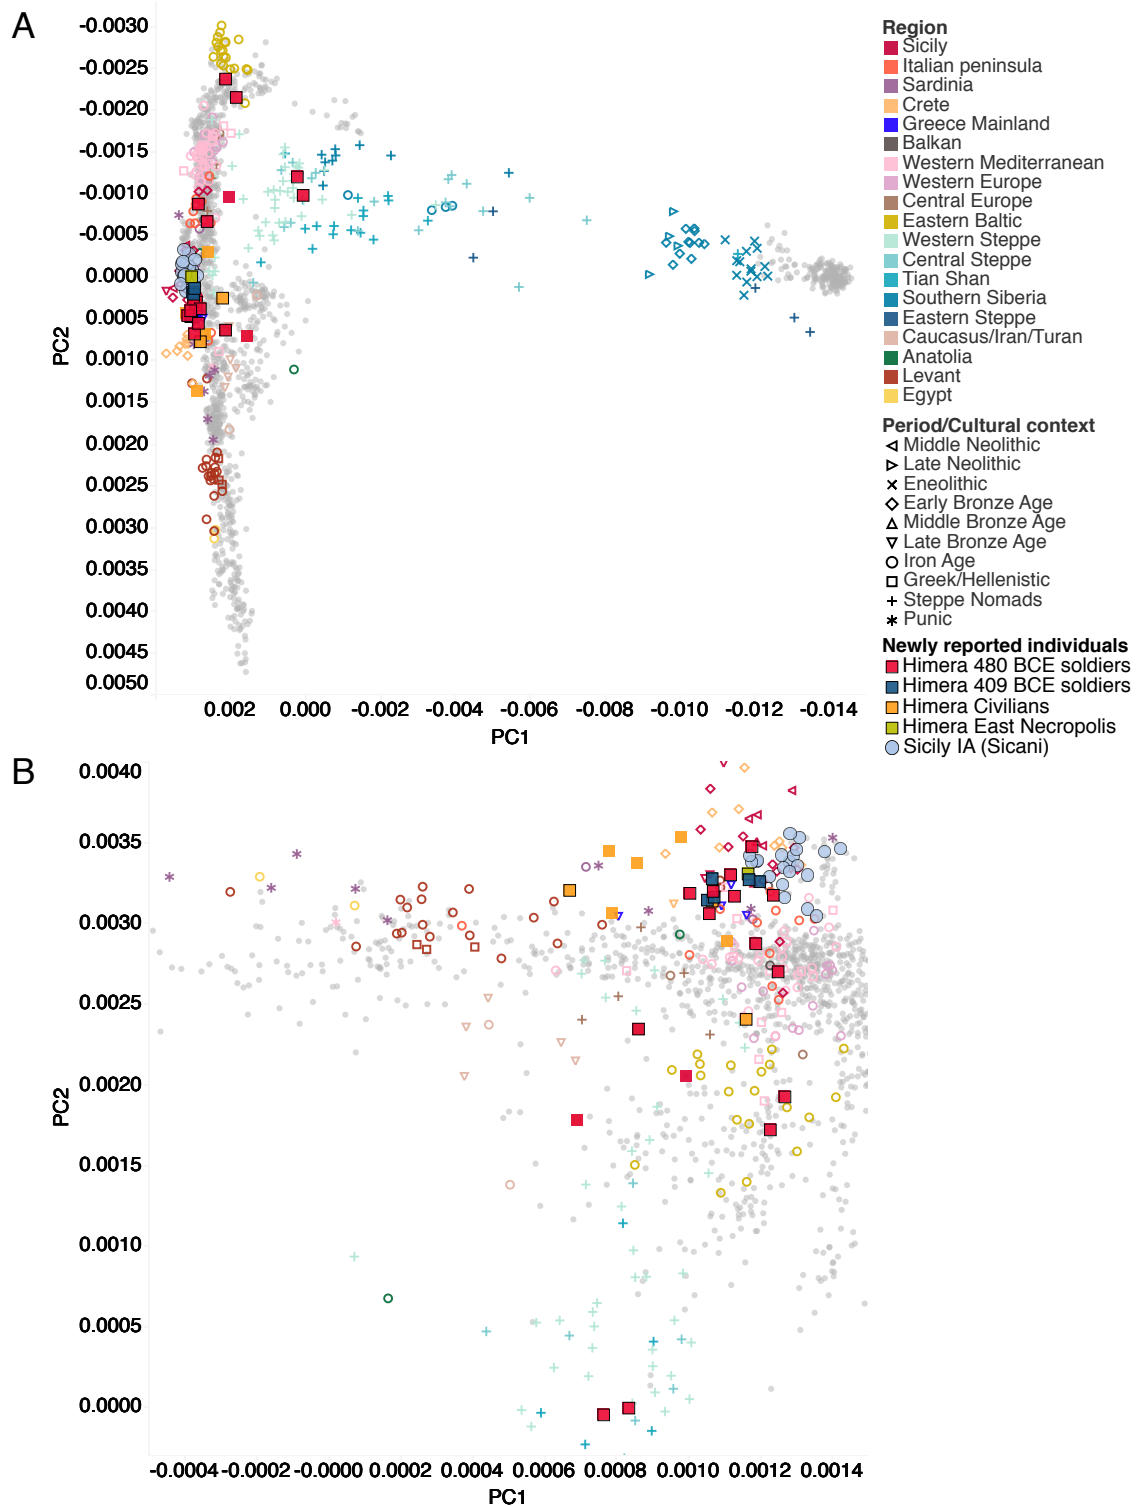 A
-0.0030
-0.0025
-0.0020
-0.0015
-0.0010
-0.0005
0.0000
0.0005
0.0010
0.0015
0.0020
0.0025
0.0030
0.0035
0.0040
0.0045
0.0050
PC2
0.002 0.000 -0.002 -0.004 -0.006 -0.008 -0.010 -0.012 -0.014
PC1
Region
Sicily
Italian peninsula
Sardinia
Crete
Greece Mainland
Balkan
Western Mediterranean
Western Europe
Central Europe
Eastern Baltic
Western Steppe
Central Steppe
Tian Shan
Southern Siberia
Eastern Steppe
Caucasus/Iran/Turan
Anatolia
Levant
Egypt
Period/Cultural context
Middle Neolithic
Late Neolithic
Eneolithic
Early Bronze Age
Middle Bronze Age
Late Bronze Age
Iron Age
Greek/Hellenistic
Steppe Nomads
Punic
Newly reported individuals
Himera 480 BCE soldiers
Himera 409 BCE soldiers
Himera Civilians
Himera East Necropolis
Sicily IA (Sicani)
B
0.0040
0.0035
0.0030
0.0025
0.0020
0.0015
0.0010
0.0005
0.0000
PC2
-0.0004 -0.0002 -0.0000 0.0002 0.0004 0.0006 0.0008 0.0010 0.0012 0.0014
PC1